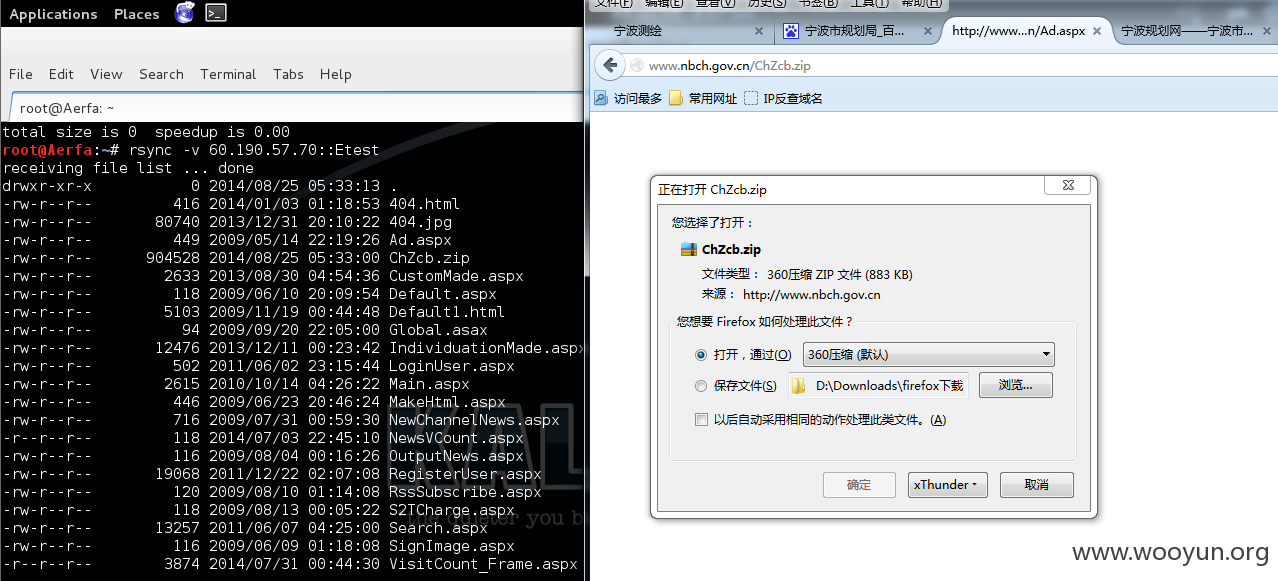 Applications Places
File Edit View Search Terminal Tabs Help
root@Aerfa: ~
total size is 0 speedup is 0.00
root@Aerfa:~# rsync -v 60.190.57.70::Etest
receiving file list ... done
drwxr-xr-x 0 2014/08/25 05:33:13 .
-rw-r--r-- 416 2014/01/03 01:18:53 404.html
-rw-r--r-- 80740 2013/12/31 20:10:22 404.jpg
-rw-r--r-- 449 2009/05/14 22:19:26 Ad.aspx
-rw-r--r-- 904528 2014/08/25 05:33:00 ChZcb.zip
-rw-r--r-- 2633 2013/08/30 04:54:36 CustomMade.aspx
-rw-r--r-- 118 2009/06/10 20:09:54 Default.aspx
-rw-r--r-- 5103 2009/11/19 00:44:48 Default1.html
-rw-r--r-- 94 2009/09/20 22:05:00 Global.asax
-rw-r--r-- 12476 2013/12/11 00:23:42 IndividuationMade.aspx
-rw-r--r-- 502 2011/06/02 23:15:44 LoginUser.aspx
-rw-r--r-- 2615 2010/10/14 04:26:22 Main.aspx
-rw-r--r-- 446 2009/06/23 20:46:24 MakeHtml.aspx
-rw-r--r-- 716 2009/07/31 00:59:30 NewChannelNews.aspx
-r--r--r-- 118 2014/07/03 22:45:10 NewsVCount.aspx
-rw-r--r-- 116 2009/08/04 00:16:26 OutputNews.aspx
-rw-r--r-- 19068 2011/12/22 02:07:08 RegisterUser.aspx
-rw-r--r-- 120 2009/08/10 01:14:08 RssSubscribe.aspx
-rw-r--r-- 118 2009/08/13 00:05:22 S2TCharge.aspx
-rw-r--r-- 13257 2011/06/07 04:25:00 Search.aspx
-rw-r--r-- 116 2009/06/09 01:18:08 SignImage.aspx
-r--r--r-- 3874 2014/07/31 00:44:30 VisitCount_Frame.aspx
KAL
the quieter you b
文件(F) 编辑(E) 查看(V) 历史(S) 书签(B) 工具(T) 帮助(H)
宁波测绘 × 宁波市规划局_百... × http://www...n/Ad.aspx × 宁波规划网——宁波市... ×
www.nbch.gov.cn/ChZcb.zip
访问最多 常用网址 IP反查域名
正在打开 ChZcb.zip
您选择了打开：
ChZcb.zip
文件类型： 360压缩 ZIP 文件 (883 KB)
来源： http://www.nbch.gov.cn
您想要 Firefox 如何处理此文件？
打开，通过(O) 360压缩 (默认)
保存文件(S) D:\Downloads\firefox下载 浏览...
以后自动采用相同的动作处理此类文件。(A)
确定 xThunder 取消
www.wooyun.org